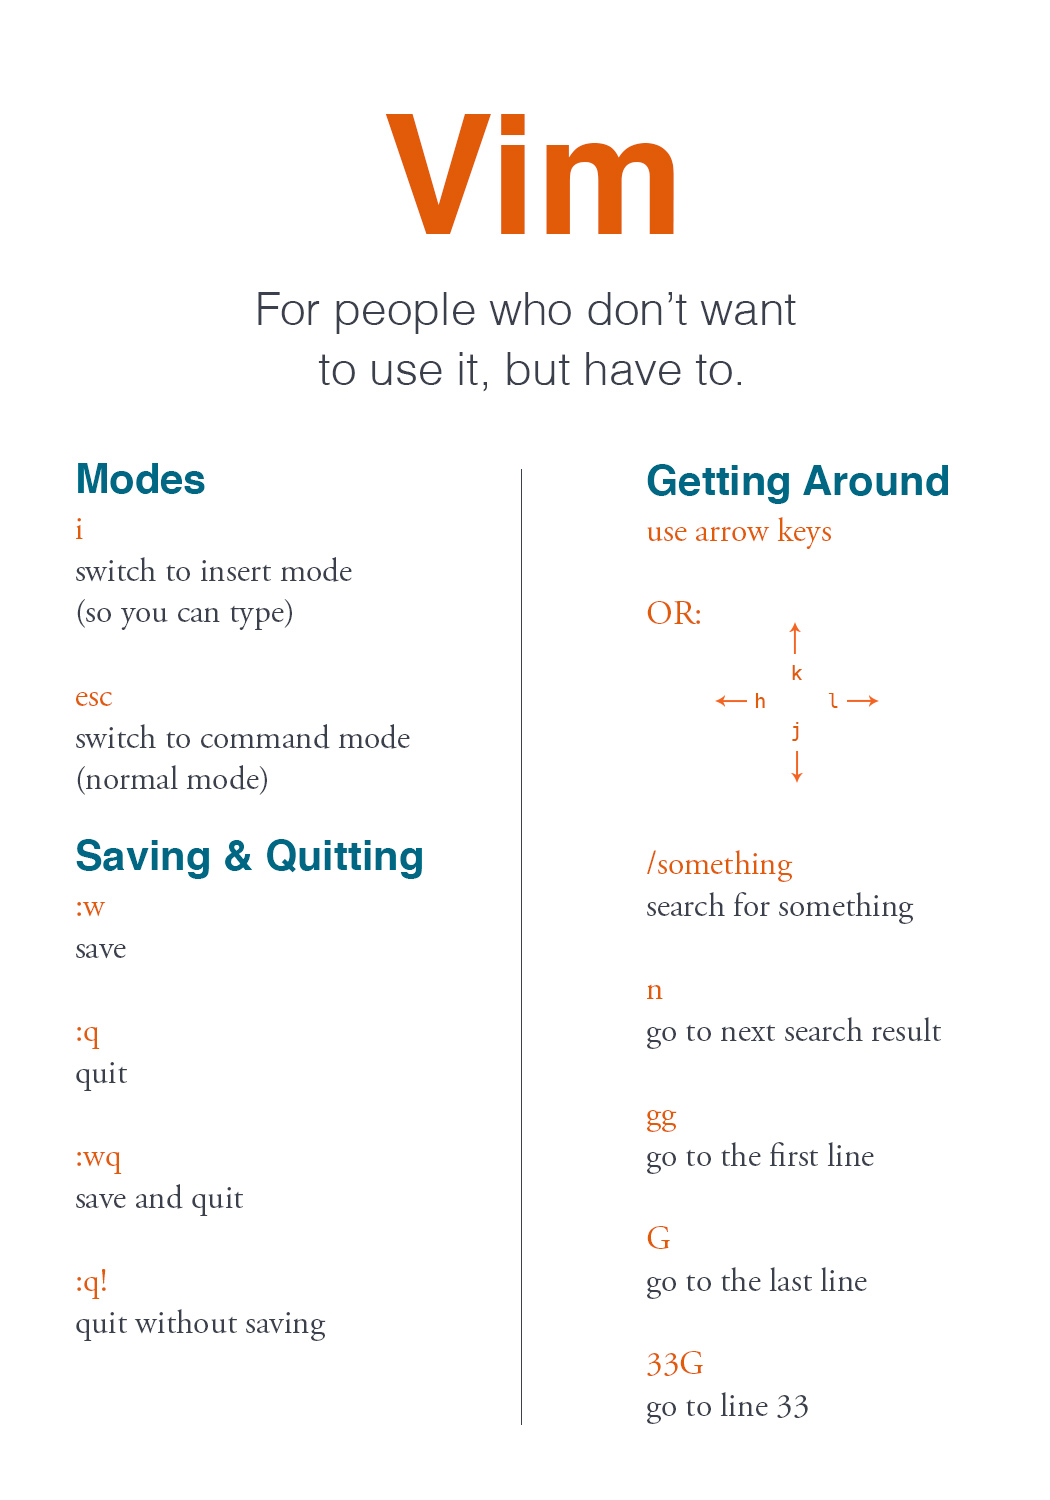 Vim
For people who don’t want
to use it, but have to.
Modes
i
switch to insert mode
(so you can type)
esc
switch to command mode
(normal mode)
Saving & Quitting
:w
save
:q
quit
:wq
save and quit
:q!
quit without saving
Getting Around
use arrow keys
OR:
↑
k
← h l →
j
↓
/something
search for something
n
go to next search result
gg
go to the first line
G
go to the last line
33G
go to line 33